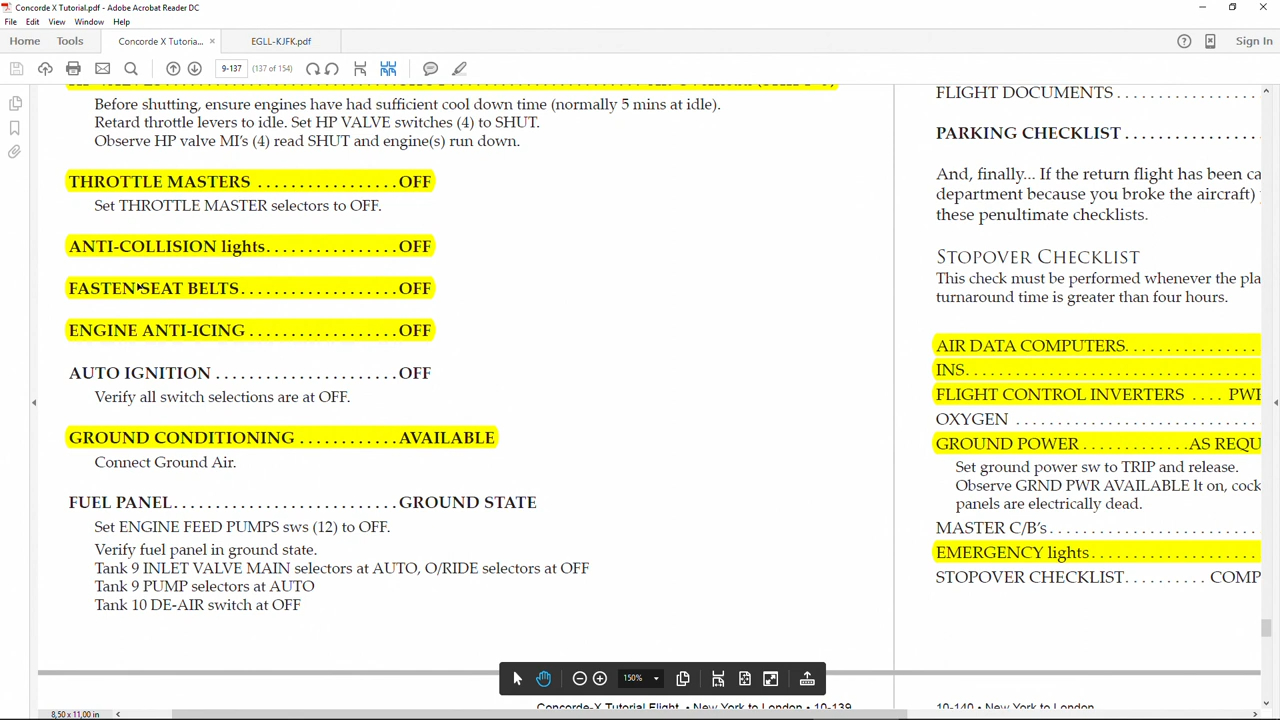 Concorde X Tutorial.pdf - Adobe Acrobat Reader DC
File Edit View Window Help
Home Tools Concorde X Tutoria... × EGLL-KJFK.pdf Sign In
9-137 (137 of 154)
Before shutting, ensure engines have had sufficient cool down time (normally 5 mins at idle).
Retard throttle levers to idle. Set HP VALVE switches (4) to SHUT.
Observe HP valve MI's (4) read SHUT and engine(s) run down.
THROTTLE MASTERS ................OFF
Set THROTTLE MASTER selectors to OFF.
ANTI-COLLISION lights...............OFF
FASTEN SEAT BELTS..................OFF
ENGINE ANTI-ICING .................OFF
AUTO IGNITION .....................OFF
Verify all switch selections are at OFF.
GROUND CONDITIONING ...........AVAILABLE
Connect Ground Air.
FUEL PANEL..........................GROUND STATE
Set ENGINE FEED PUMPS sws (12) to OFF.
Verify fuel panel in ground state.
Tank 9 INLET VALVE MAIN selectors at AUTO, O/RIDE selectors at OFF
Tank 9 PUMP selectors at AUTO
Tank 10 DE-AIR switch at OFF
FLIGHT DOCUMENTS ................
PARKING CHECKLIST ...............
And, finally... If the return flight has been ca
department because you broke the aircraft)
these penultimate checklists.
STOPOVER CHECKLIST
This check must be performed whenever the pla
turnaround time is greater than four hours.
AIR DATA COMPUTERS..............
INS...............................
FLIGHT CONTROL INVERTERS .... PWR
OXYGEN ..........................
GROUND POWER .............AS REQU
Set ground power sw to TRIP and release.
Observe GRND PWR AVAILABLE lt on, cock
panels are electrically dead.
MASTER C/B's......................
EMERGENCY lights..................
STOPOVER CHECKLIST.......... COMP
150%
Concorde-X Tutorial Flight • New York to London • 10-139
10-140 • New York to London
8,50 x 11,00 in